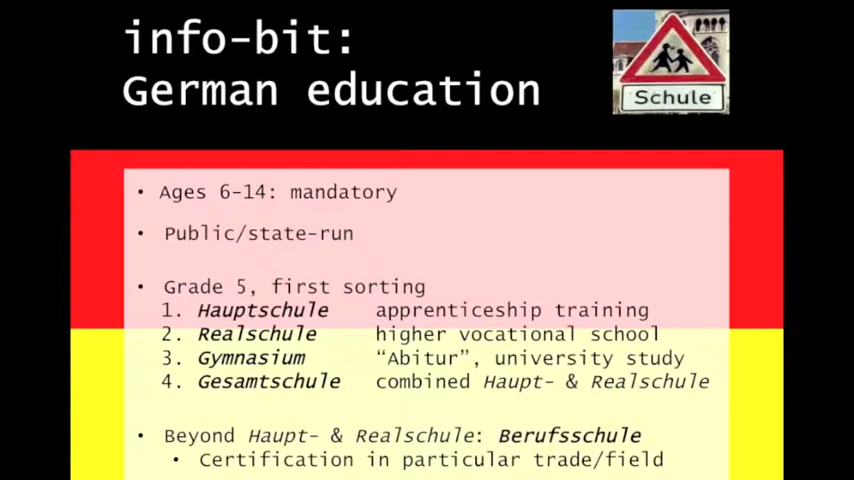 info-bit:
German education
Schule
• Ages 6-14: mandatory
• Public/state-run
• Grade 5, first sorting
1. Hauptschule apprenticeship training
2. Realschule higher vocational school
3. Gymnasium “Abitur”, university study
4. Gesamtschule combined Haupt- & Realschule
• Beyond Haupt- & Realschule: Berufsschule
• Certification in particular trade/field